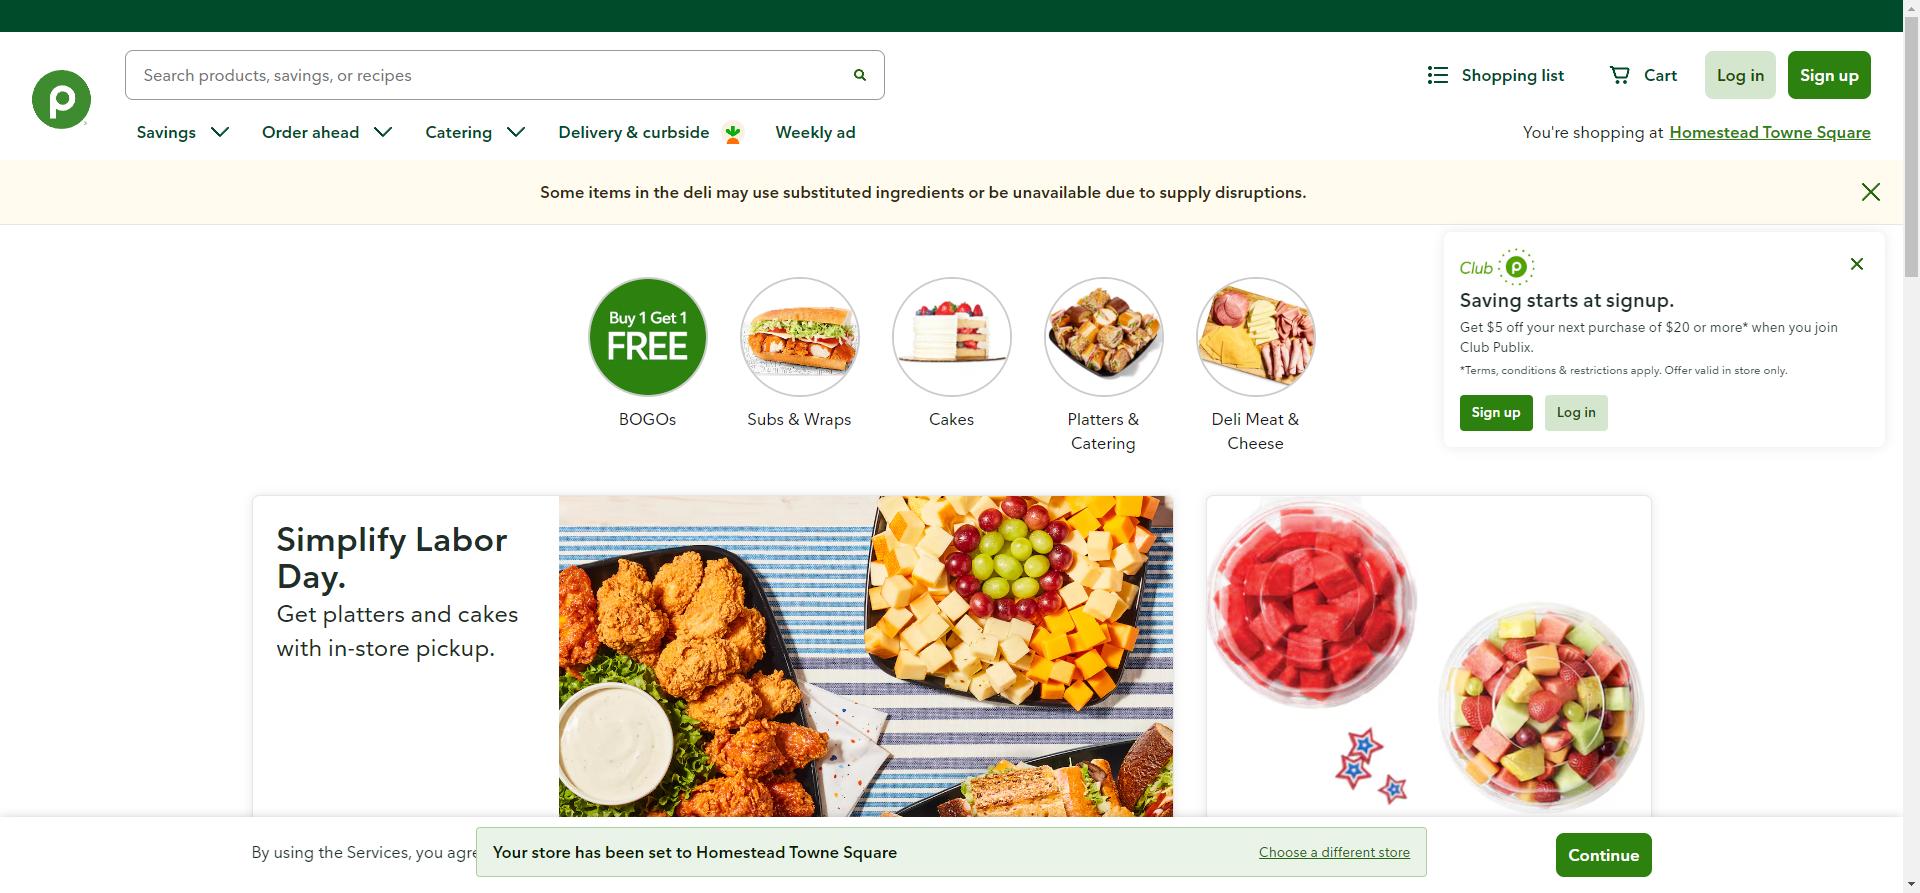 Search products, savings, or recipes
Shopping list
Cart
Log in
Sign up
Savings
Order ahead
Catering
Delivery & curbside
Weekly ad
You're shopping at Homestead Towne Square
Some items in the deli may use substituted ingredients or be unavailable due to supply disruptions.
Buy 1 Get 1
FREE
BOGOs
Subs & Wraps
Cakes
Platters &
Catering
Deli Meat &
Cheese
Club P
Saving starts at signup.
Get $5 off your next purchase of $20 or more* when you join
Club Publix.
*Terms, conditions & restrictions apply. Offer valid in store only.
Sign up
Log in
Simplify Labor
Day.
Get platters and cakes
with in-store pickup.
By using the Services, you agre
Your store has been set to Homestead Towne Square
Choose a different store
Continue